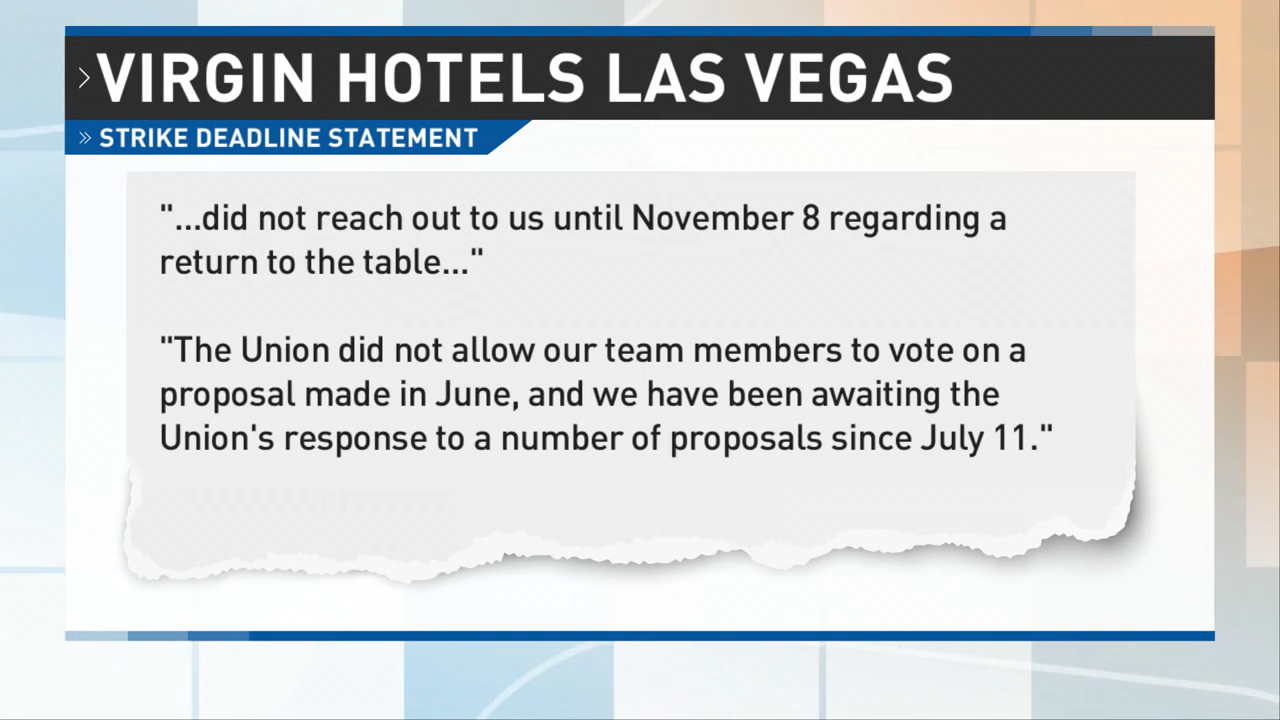 VIRGIN HOTELS LAS VEGAS
STRIKE DEADLINE STATEMENT
"...did not reach out to us until November 8 regarding a
return to the table..."
"The Union did not allow our team members to vote on a
proposal made in June, and we have been awaiting the
Union's response to a number of proposals since July 11."